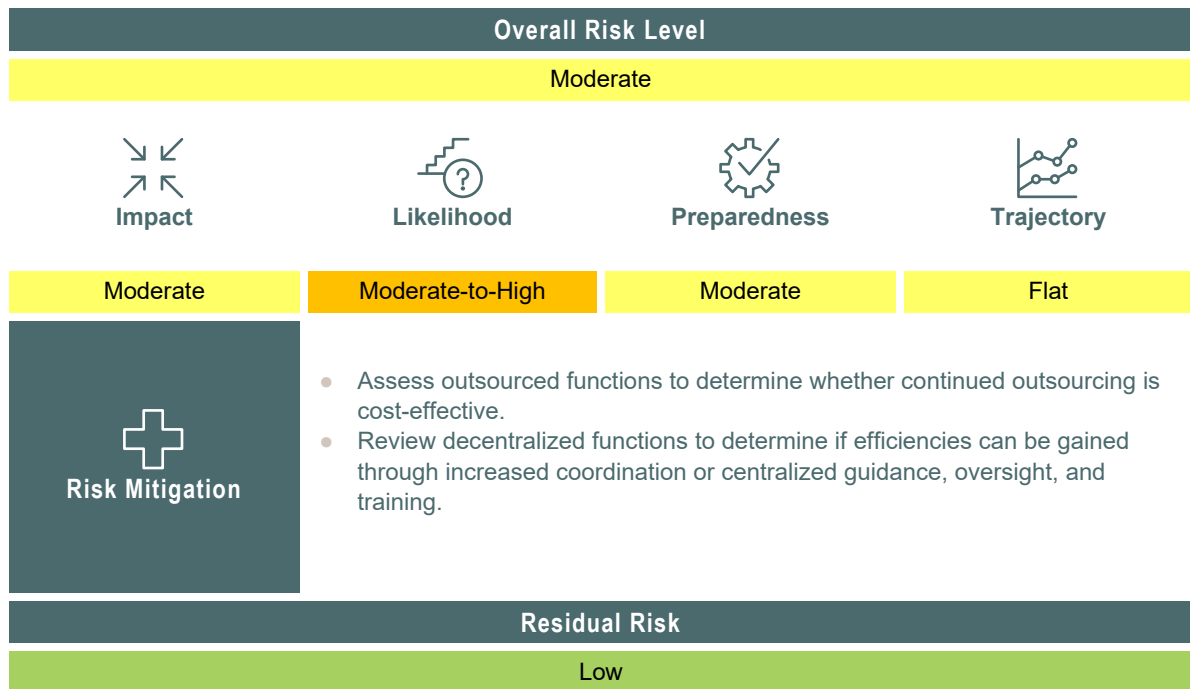 Overall Risk Level
Moderate
Impact
Likelihood
?
Preparedness
Trajectory
Moderate
Moderate-to-High
Moderate
Flat
Risk Mitigation
● Assess outsourced functions to determine whether continued outsourcing is
cost-effective.
● Review decentralized functions to determine if efficiencies can be gained
through increased coordination or centralized guidance, oversight, and
training.
Residual Risk
Low